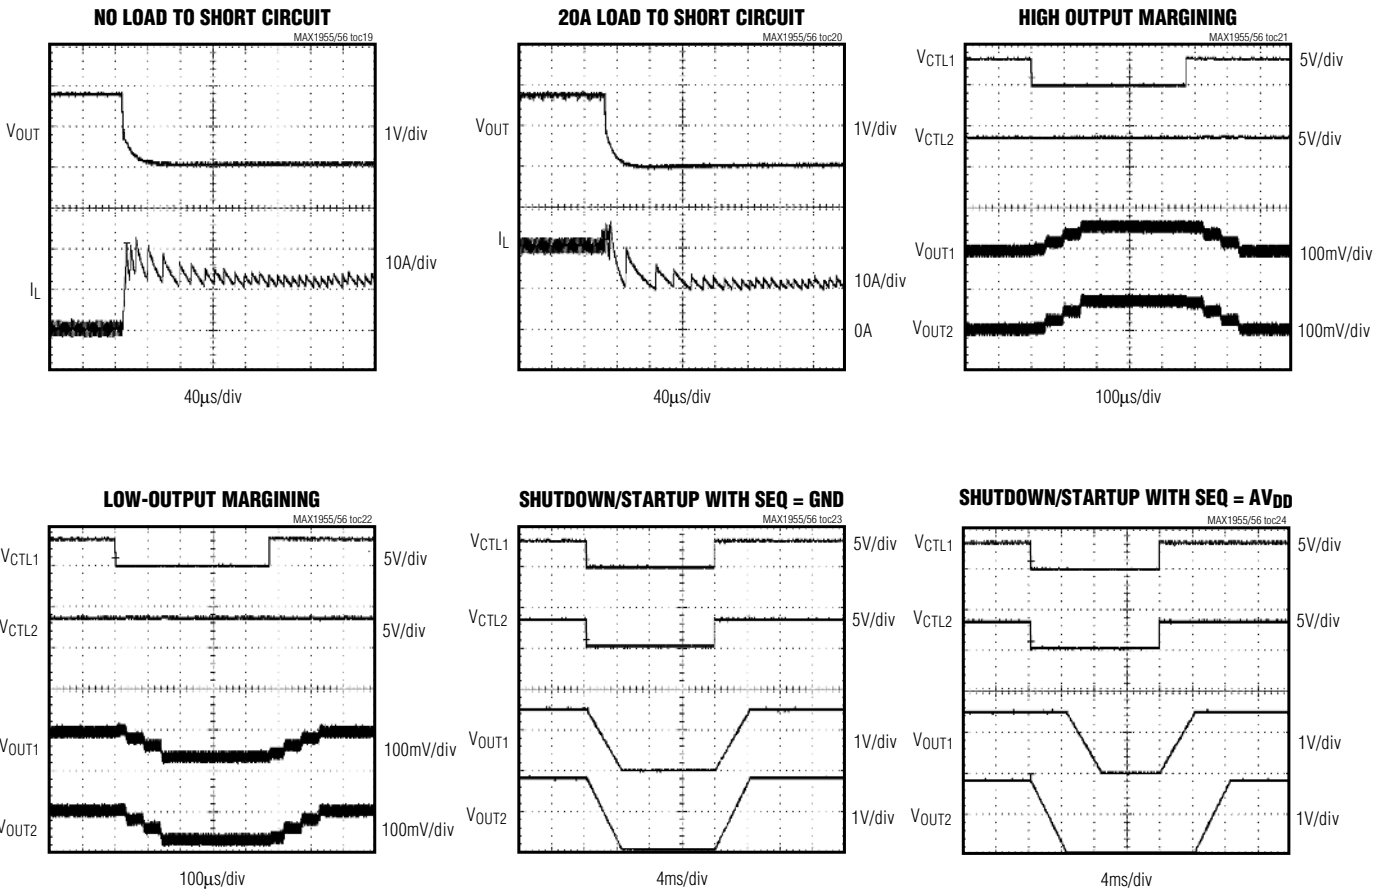 NO LOAD TO SHORT CIRCUIT
MAX1955/56 toc19
VOUT
1V/div
IL
10A/div
40μs/div
20A LOAD TO SHORT CIRCUIT
MAX1955/56 toc20
VOUT
1V/div
IL
10A/div
0A
40μs/div
HIGH OUTPUT MARGINING
MAX1955/56 toc21
VCTL1
5V/div
VCTL2
5V/div
VOUT1
100mV/div
VOUT2
100mV/div
100μs/div
LOW-OUTPUT MARGINING
MAX1955/56 toc22
VCTL1
5V/div
VCTL2
5V/div
VOUT1
100mV/div
VOUT2
100mV/div
100μs/div
SHUTDOWN/STARTUP WITH SEQ = GND
MAX1955/56 toc23
VCTL1
5V/div
VCTL2
5V/div
VOUT1
1V/div
VOUT2
1V/div
4ms/div
SHUTDOWN/STARTUP WITH SEQ = AVDD
MAX1955/56 toc24
VCTL1
5V/div
VCTL2
5V/div
VOUT1
1V/div
VOUT2
1V/div
4ms/div